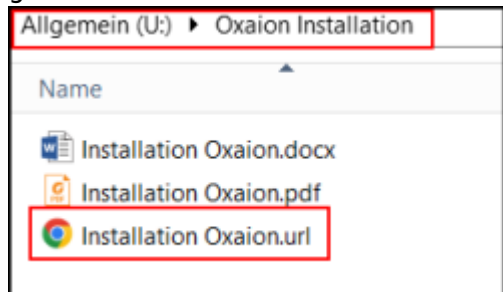 Allgemein (U:) ▸ Oxaion Installation
Name
Installation Oxaion.docx
Installation Oxaion.pdf
Installation Oxaion.url